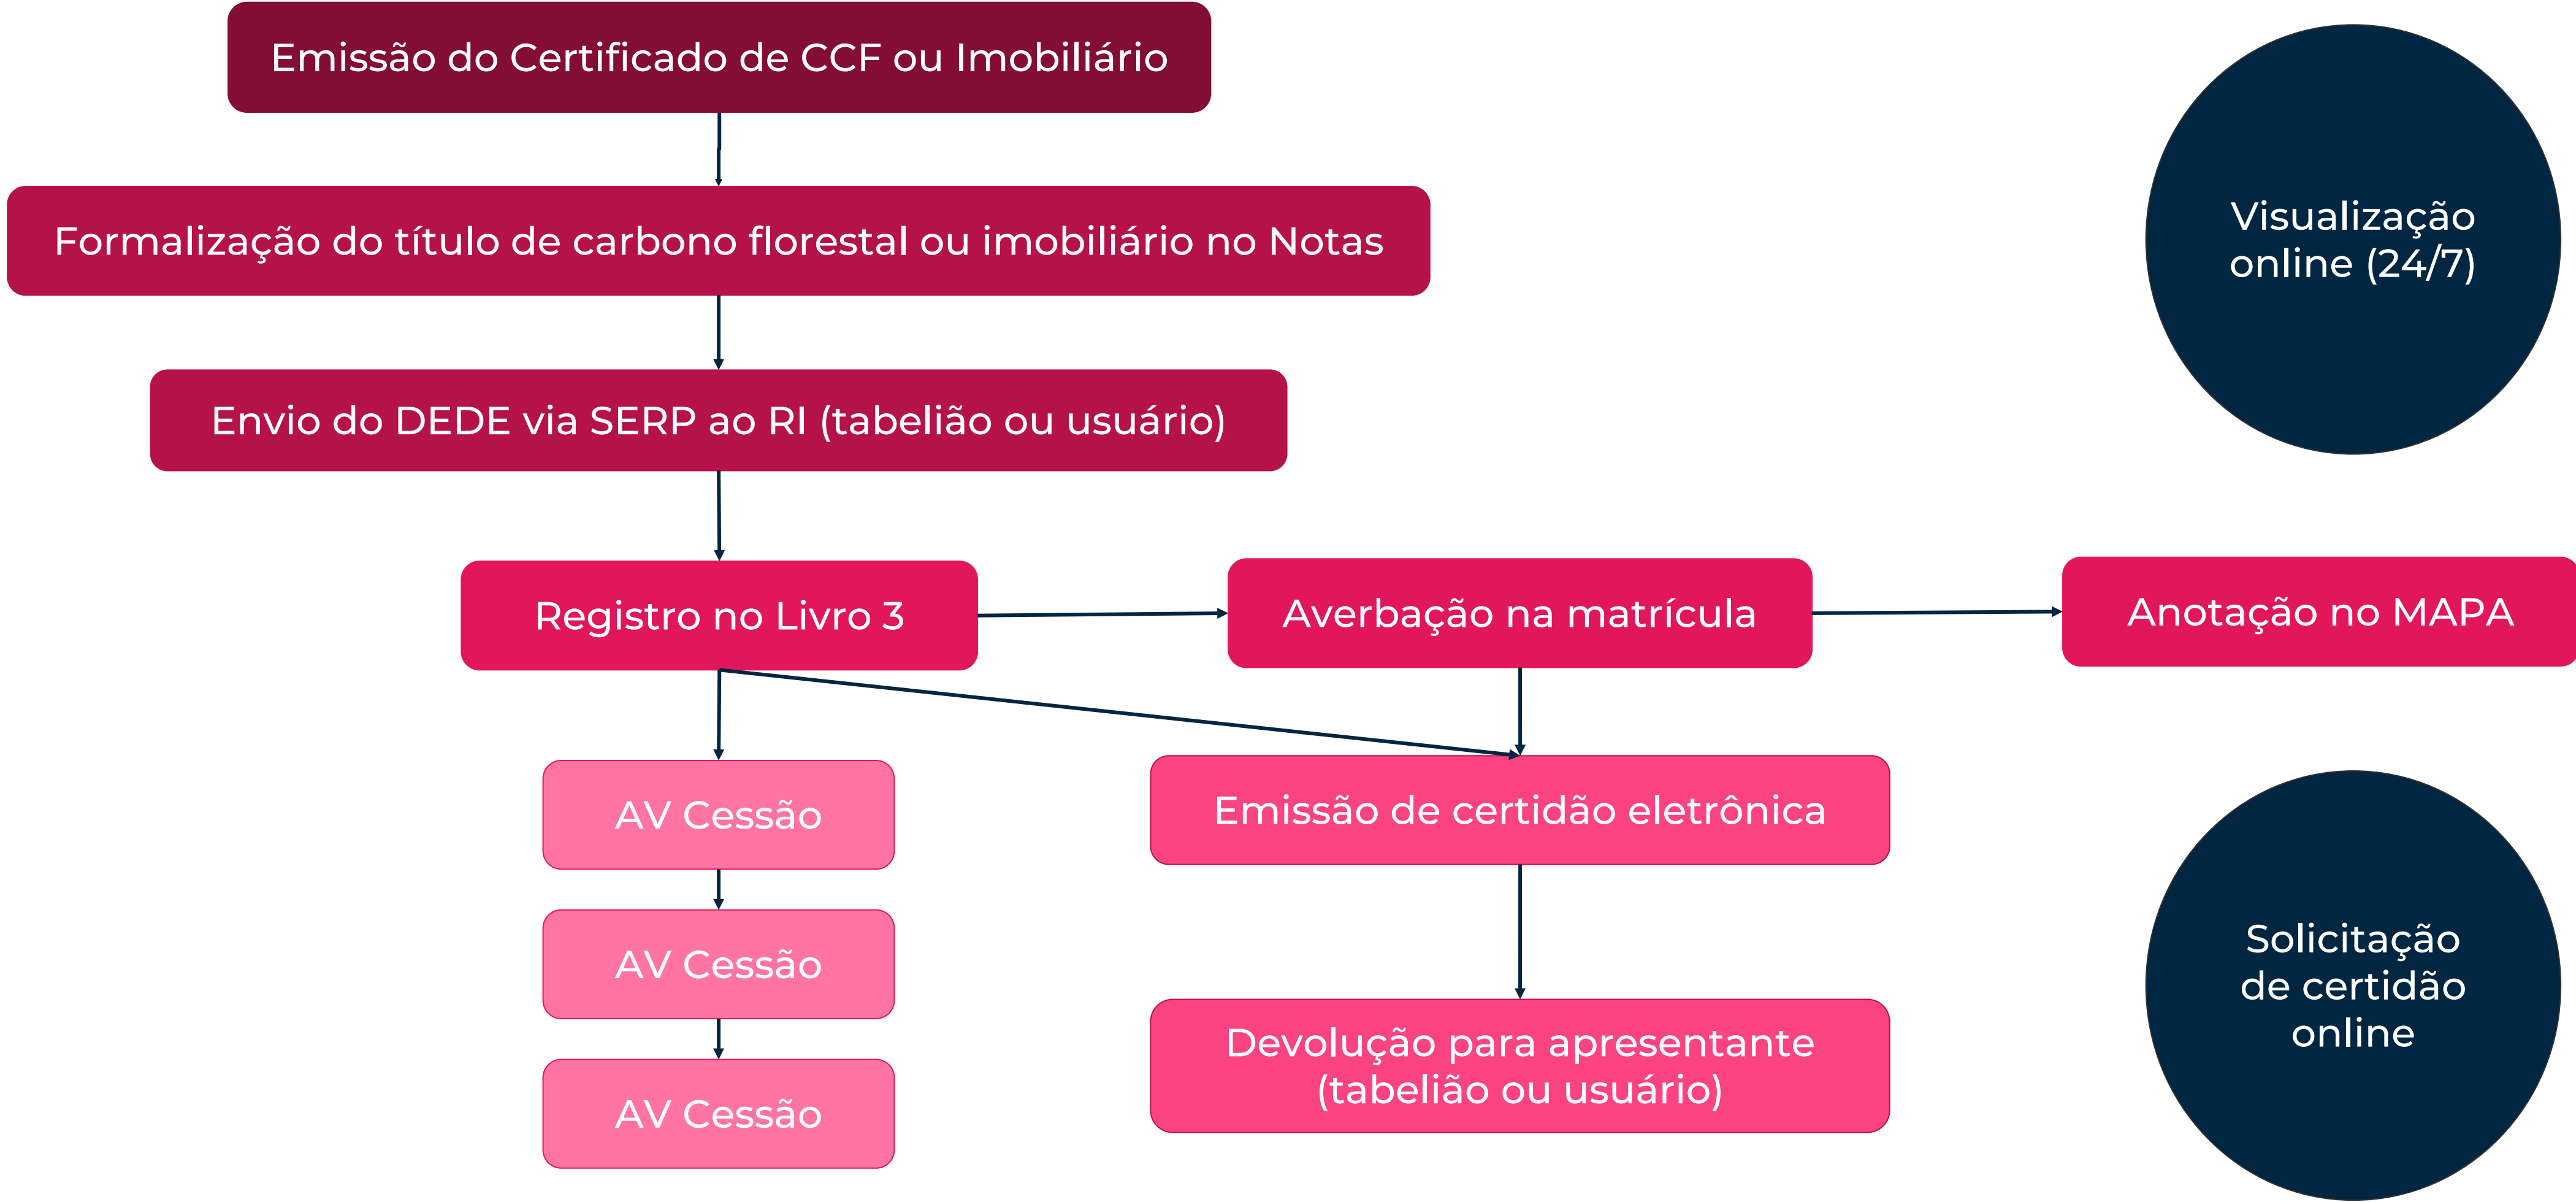 Emissão do Certificado de CCF ou Imobiliário
Formalização do título de carbono florestal ou imobiliário no Notas
Visualização
online (24/7)
Envio do DEDE via SERP ao RI (tabelião ou usuário)
Registro no Livro 3
Averbação na matrícula
Anotação no MAPA
AV Cessão
AV Cessão
AV Cessão
Emissão de certidão eletrônica
Devolução para apresentante
(tabelião ou usuário)
Solicitação
de certidão
online